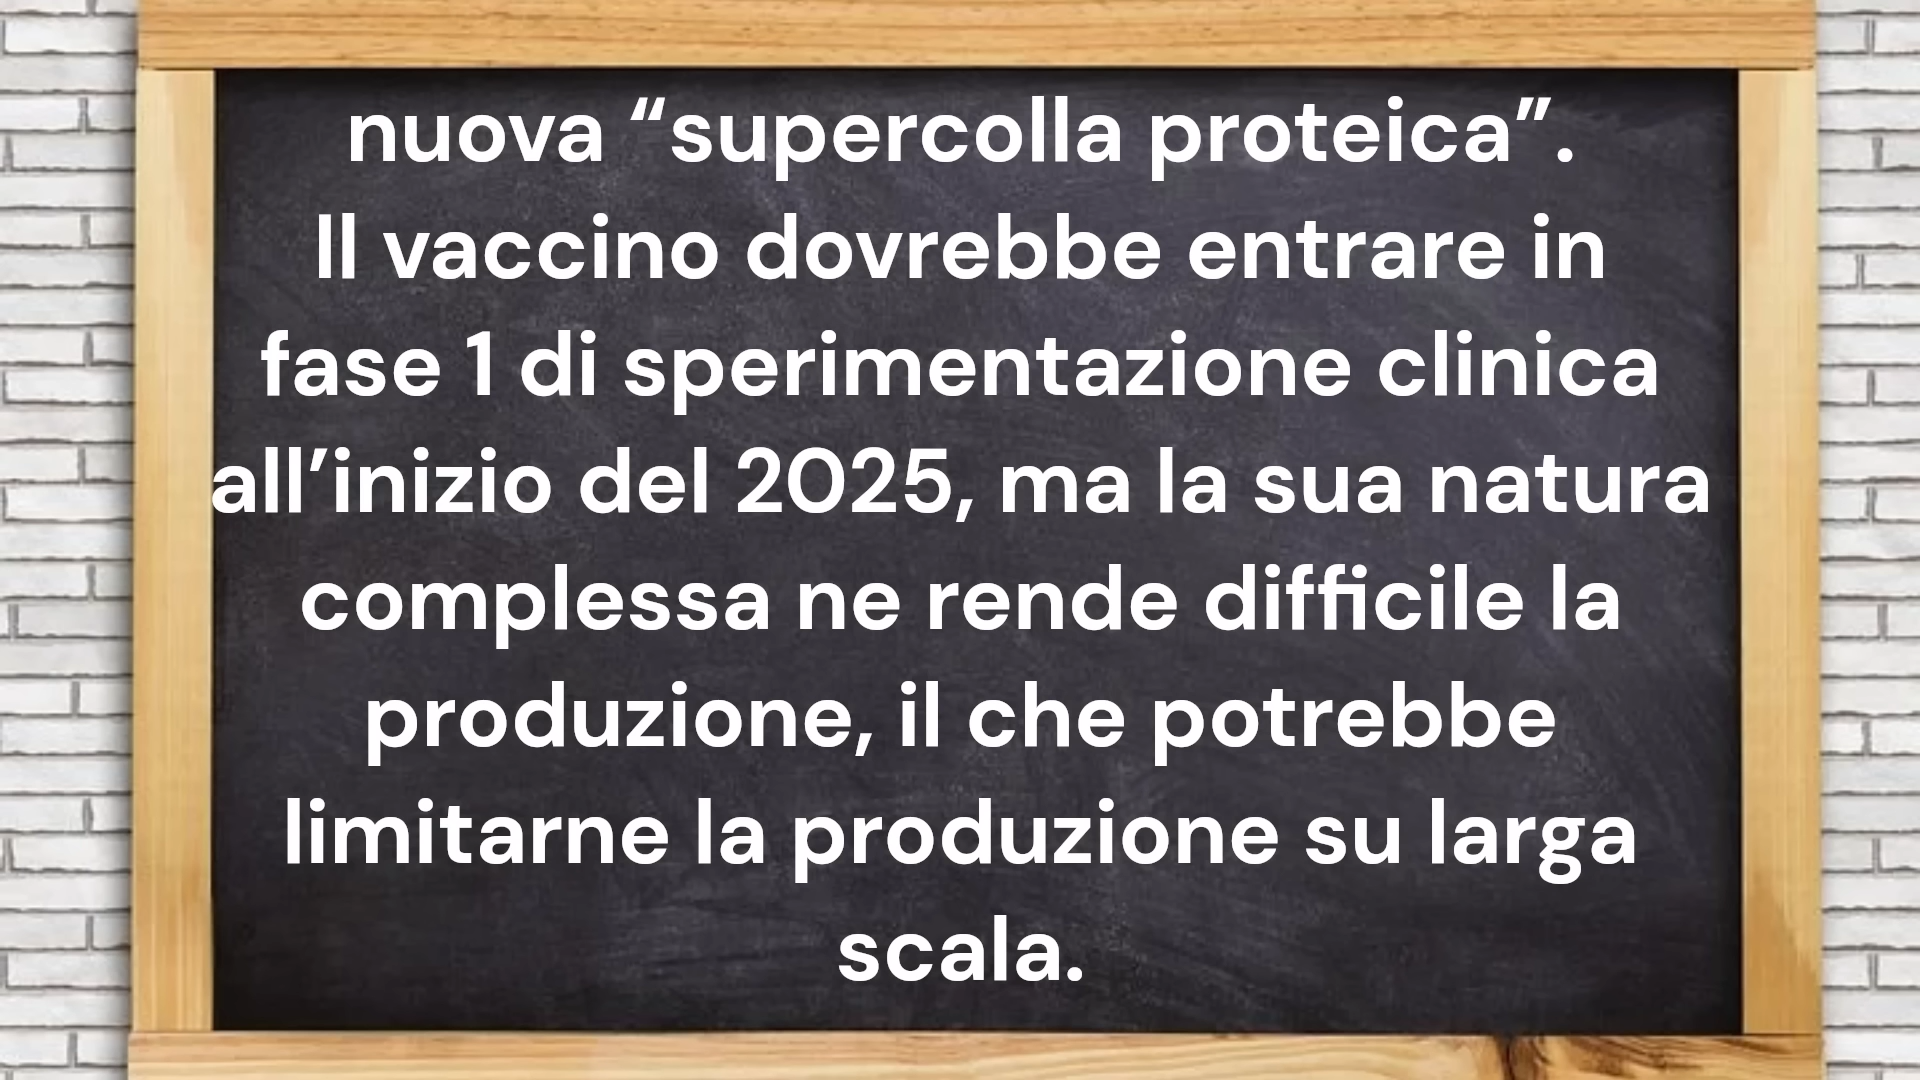 nuova “supercolla proteica”.
Il vaccino dovrebbe entrare in
fase 1 di sperimentazione clinica
all’inizio del 2025, ma la sua natura
complessa ne rende difficile la
produzione, il che potrebbe
limitarne la produzione su larga
scala.